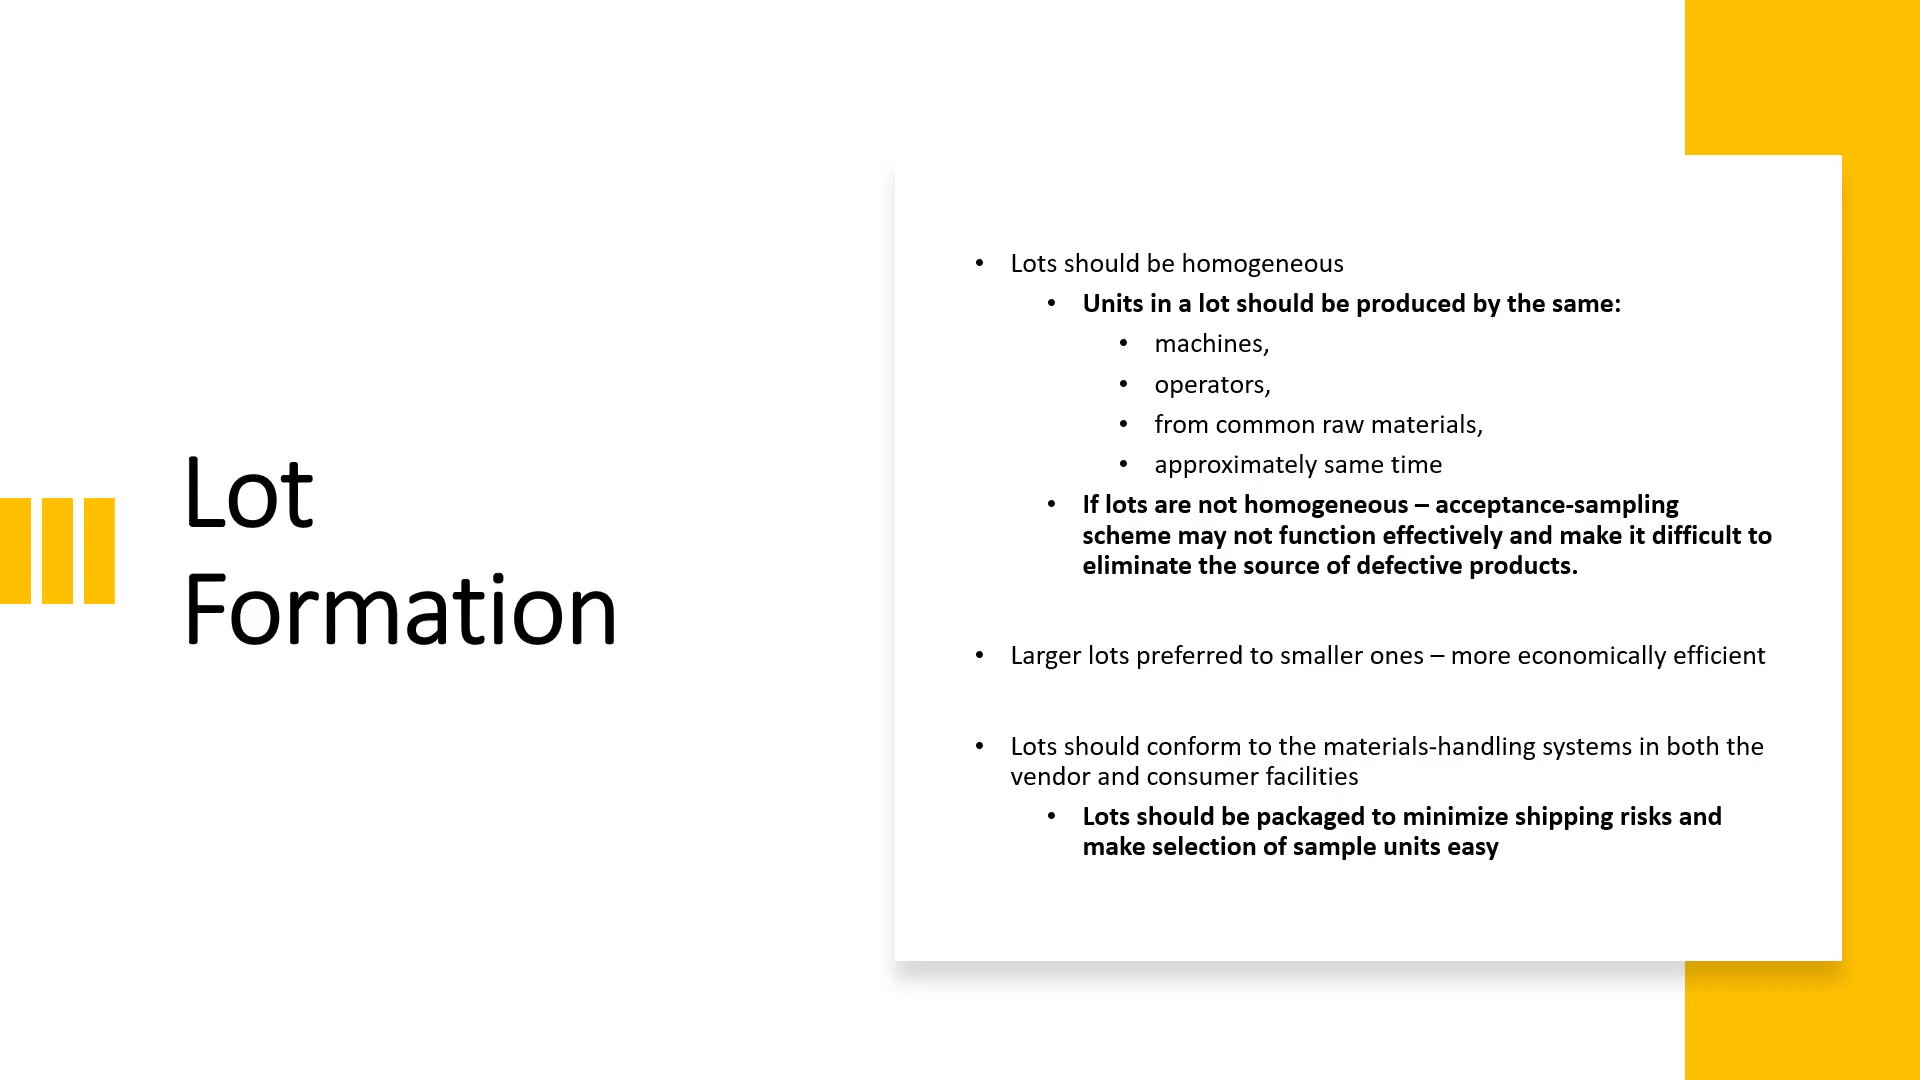 Lot
Formation
• Lots should be homogeneous
• Units in a lot should be produced by the same:
• machines,
• operators,
• from common raw materials,
• approximately same time
• If lots are not homogeneous – acceptance-sampling
scheme may not function effectively and make it difficult to
eliminate the source of defective products.
• Larger lots preferred to smaller ones – more economically efficient
• Lots should conform to the materials-handling systems in both the
vendor and consumer facilities
• Lots should be packaged to minimize shipping risks and
make selection of sample units easy